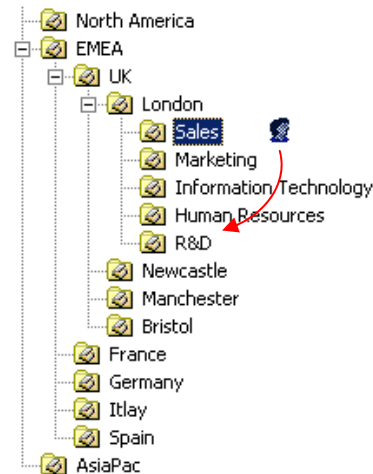 North America
EMEA
UK
London
Sales
Marketing
Information Technology
Human Resources
R&D
Newcastle
Manchester
Bristol
France
Germany
Itlay
Spain
AsiaPac